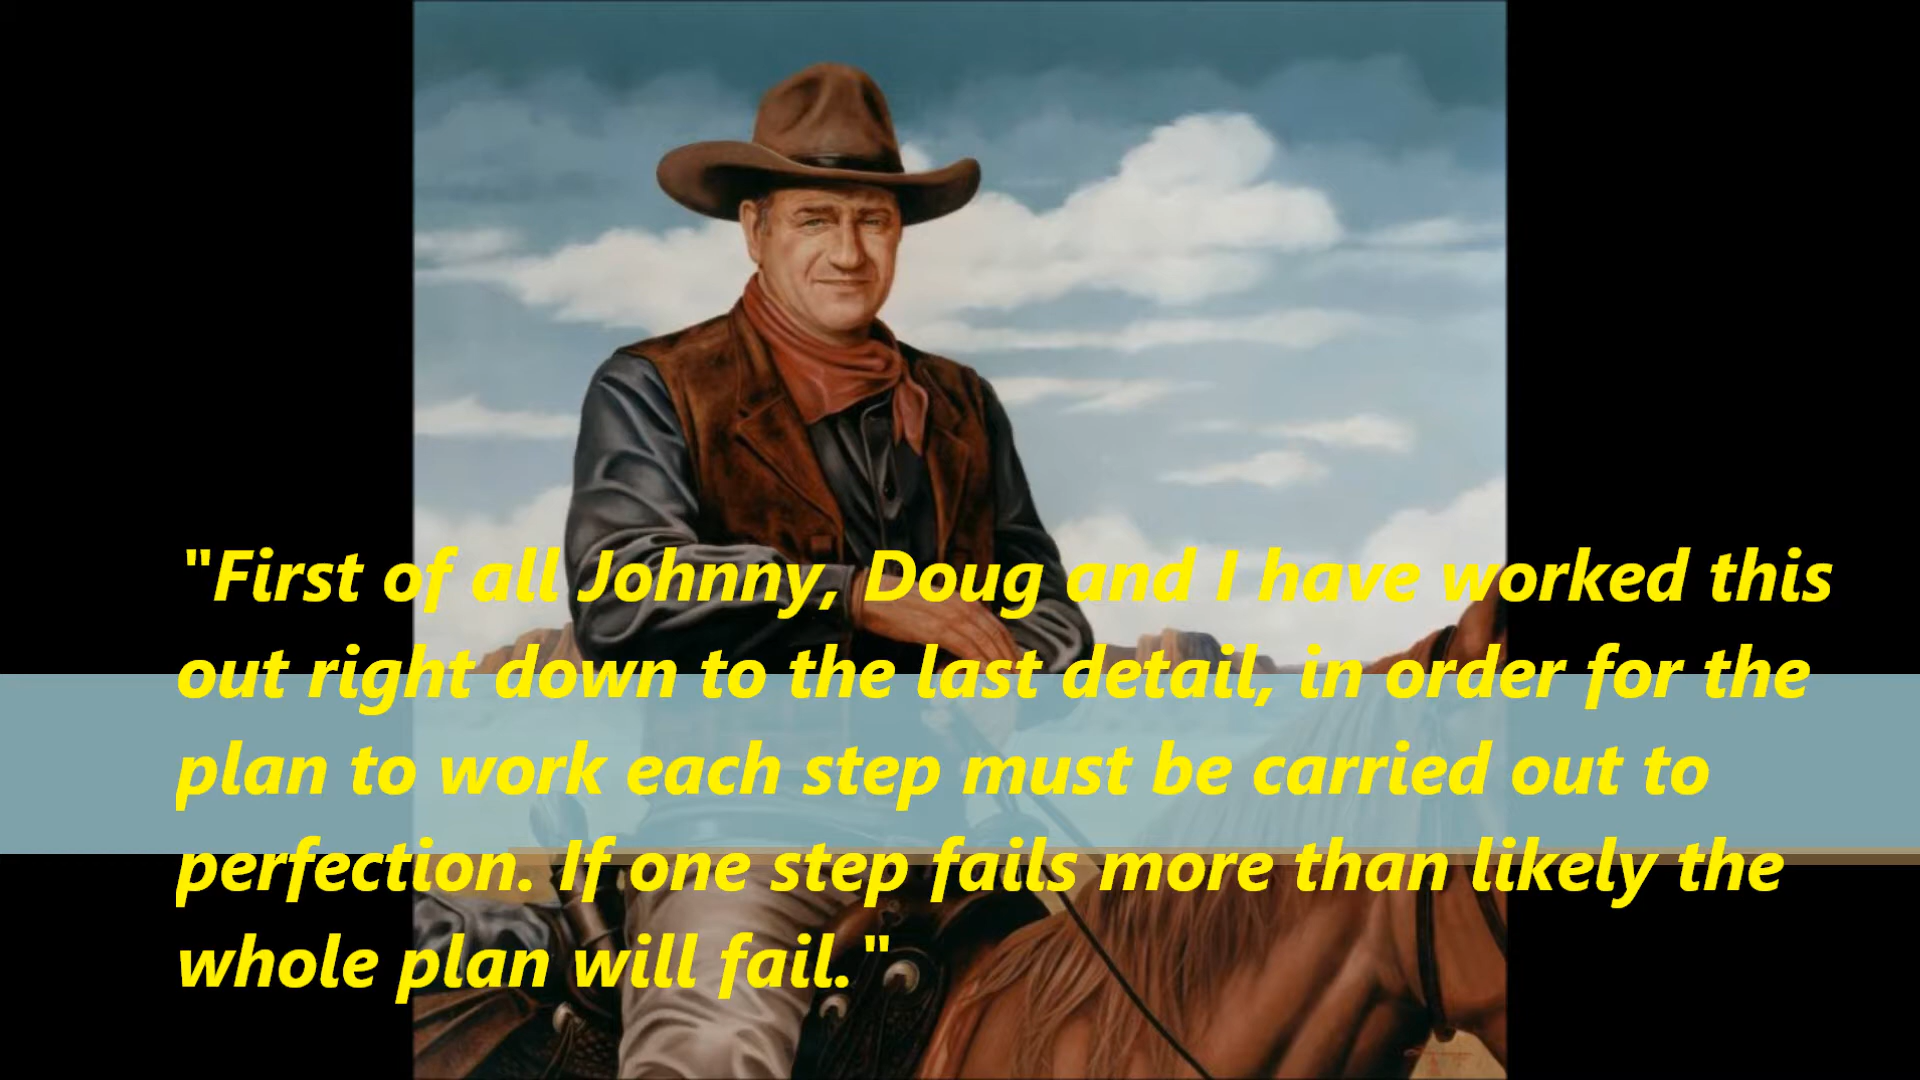 "First of all Johnny, Doug and I have worked this
out right down to the last detail, in order for the
plan to work each step must be carried out to
perfection. If one step fails more than likely the
whole plan will fail."